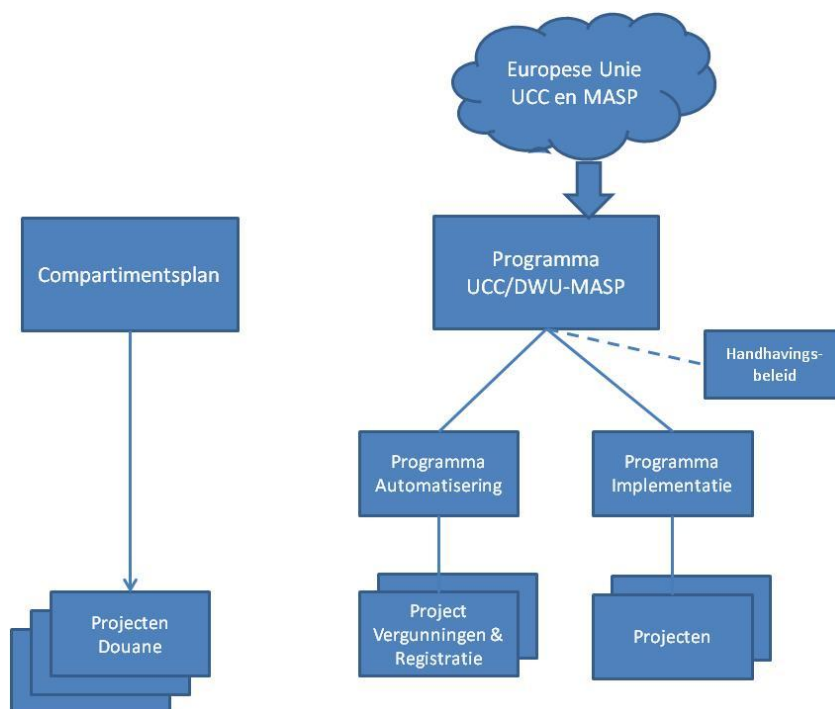 Europese Unie
UCC en MASP
Compartimentsplan
Programma
UCC/DWU-MASP
Handhavings-
beleid
Programma
Automatisering
Programma
Implementatie
Projecten
Douane
Project
Vergunningen &
Registratie
Projecten